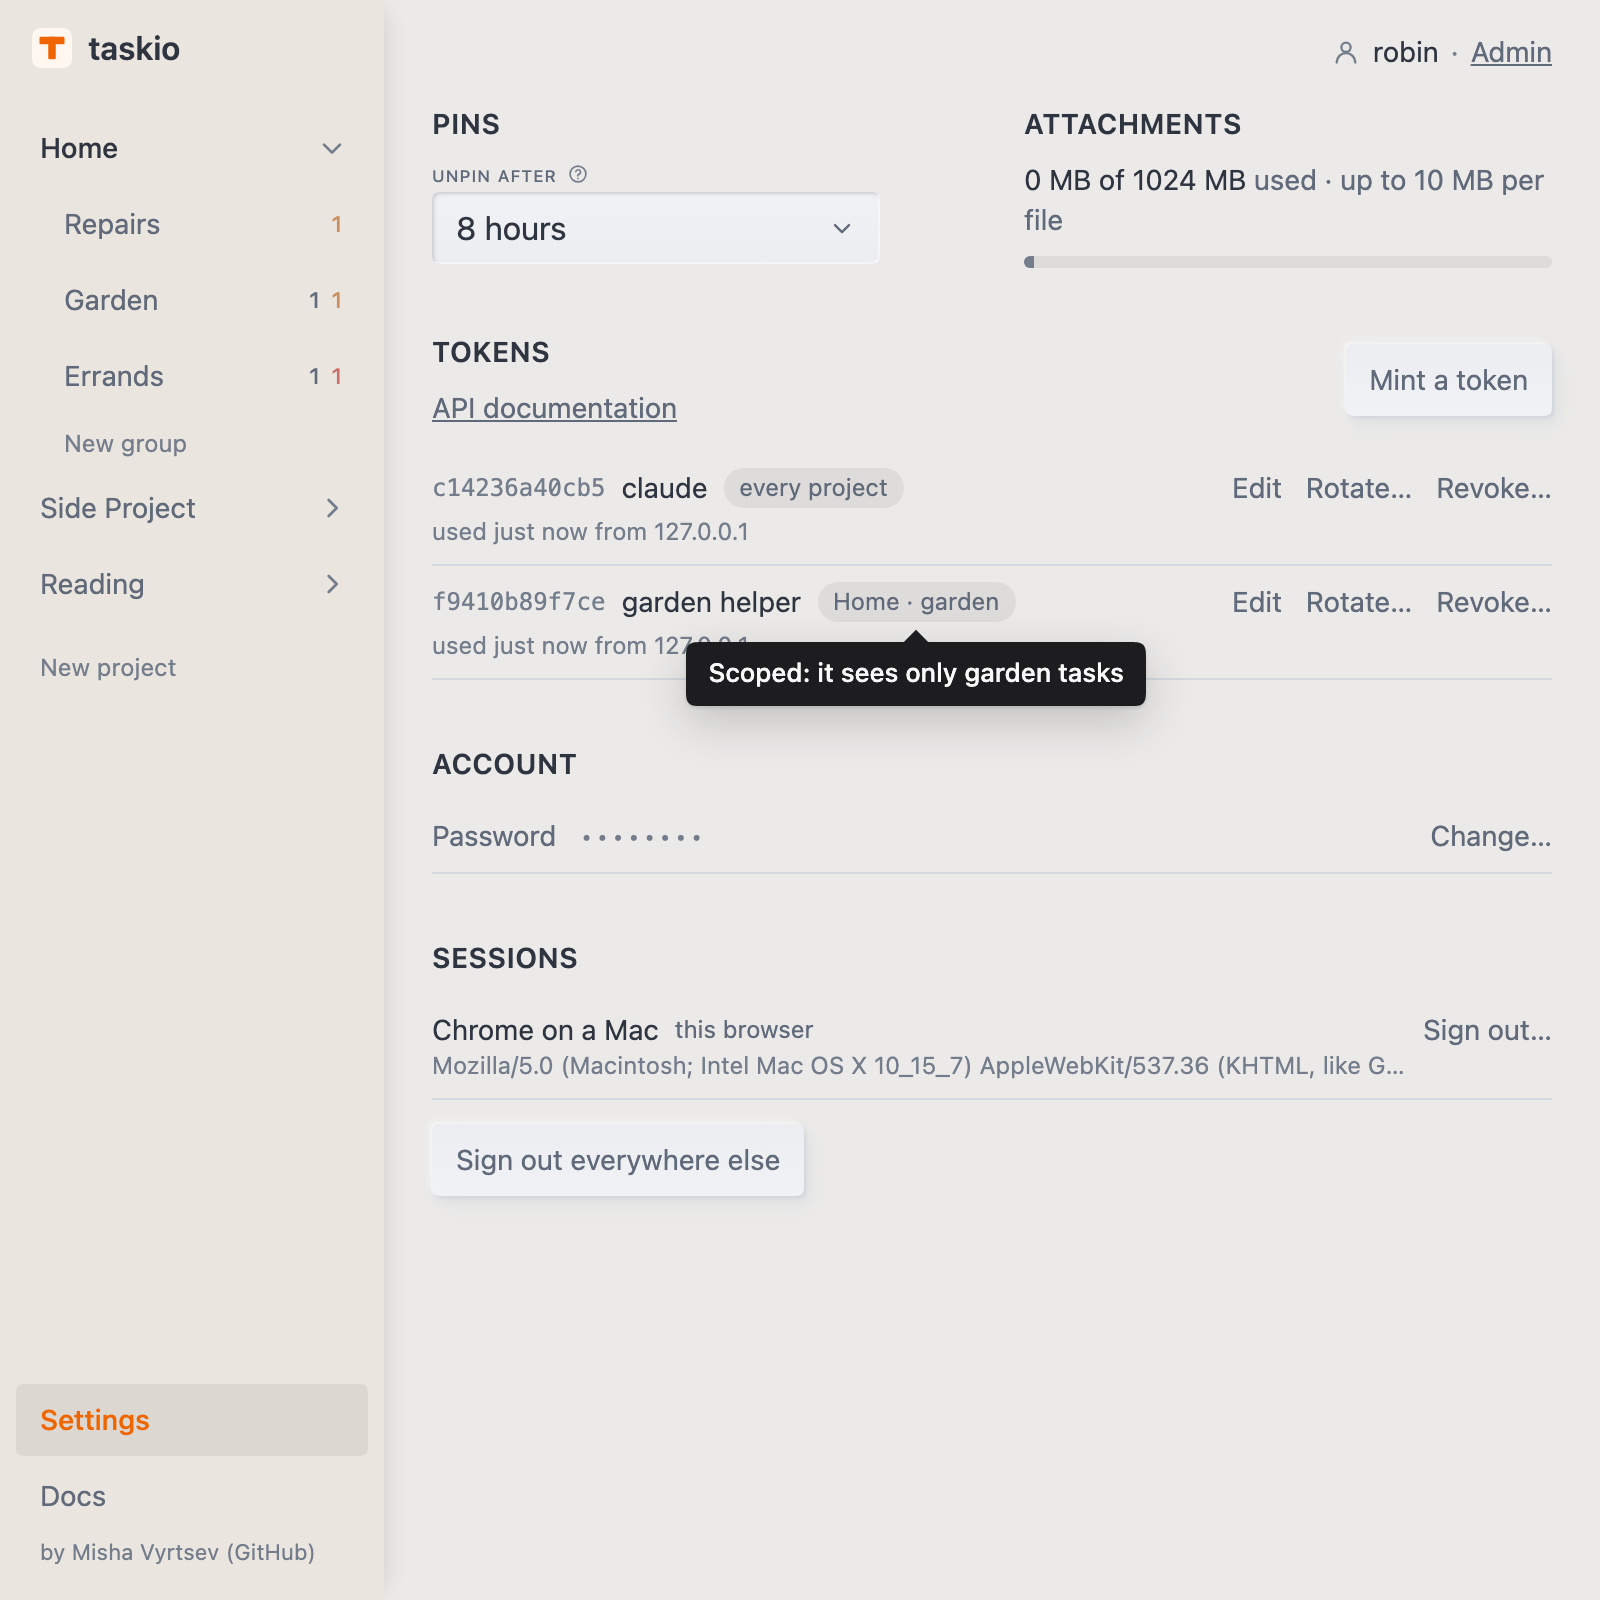 taskio
Home
Repairs 1
Garden 1 1
Errands 1 1
New group
Side Project
Reading
New project
Settings
Docs
by Misha Vyrtsev (GitHub)
robin · Admin
PINS
UNPIN AFTER ?
8 hours
ATTACHMENTS
0 MB of 1024 MB used · up to 10 MB per
file
TOKENS
API documentation
Mint a token
c14236a40cb5 claude every project Edit Rotate... Revoke...
used just now from 127.0.0.1
f9410b89f7ce garden helper Home · garden Edit Rotate... Revoke...
used just now from
Scoped: it sees only garden tasks
ACCOUNT
Password •••••••• Change...
SESSIONS
Chrome on a Mac this browser Sign out...
Mozilla/5.0 (Macintosh; Intel Mac OS X 10_15_7) AppleWebKit/537.36 (KHTML, like G...
Sign out everywhere else